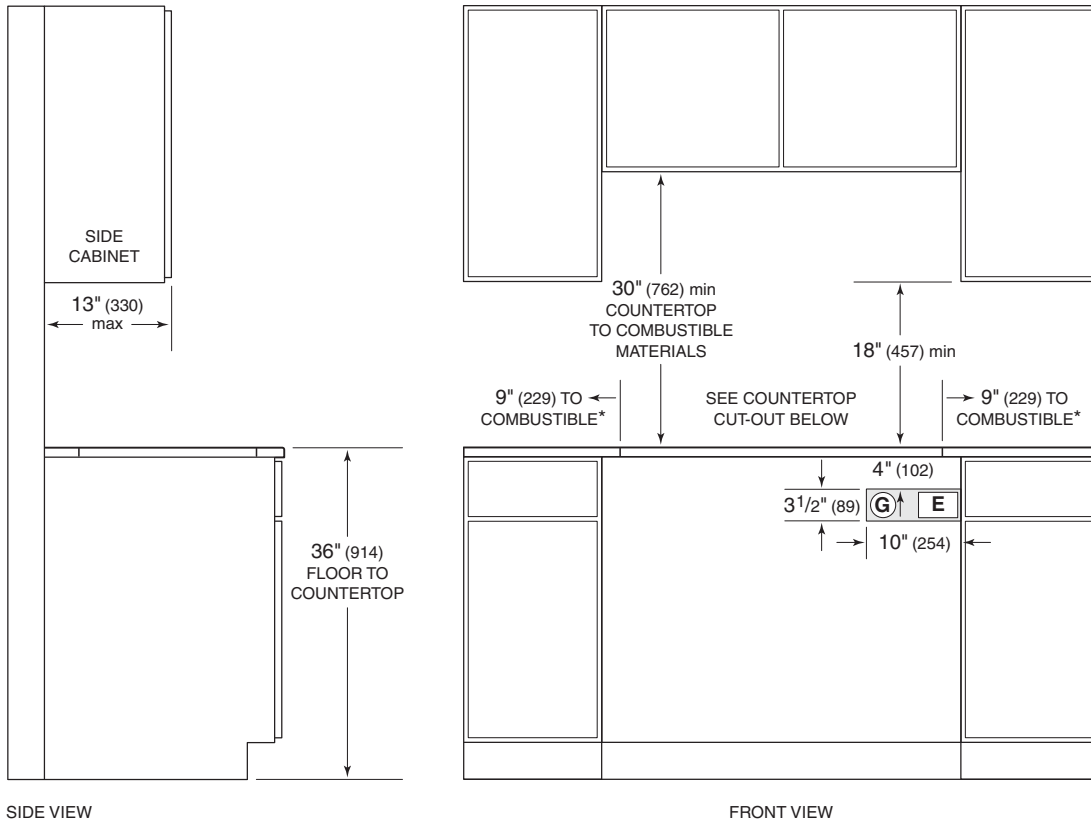 SIDE
CABINET
13" (330)
max
36" (914)
FLOOR TO
COUNTERTOP
SIDE VIEW
30" (762) min
COUNTERTOP
TO COMBUSTIBLE
MATERIALS
18" (457) min
9" (229) TO
COMBUSTIBLE*
SEE COUNTERTOP
CUT-OUT BELOW
9" (229) TO
COMBUSTIBLE*
4" (102)
3 1/2" (89)
G
E
10" (254)
FRONT VIEW